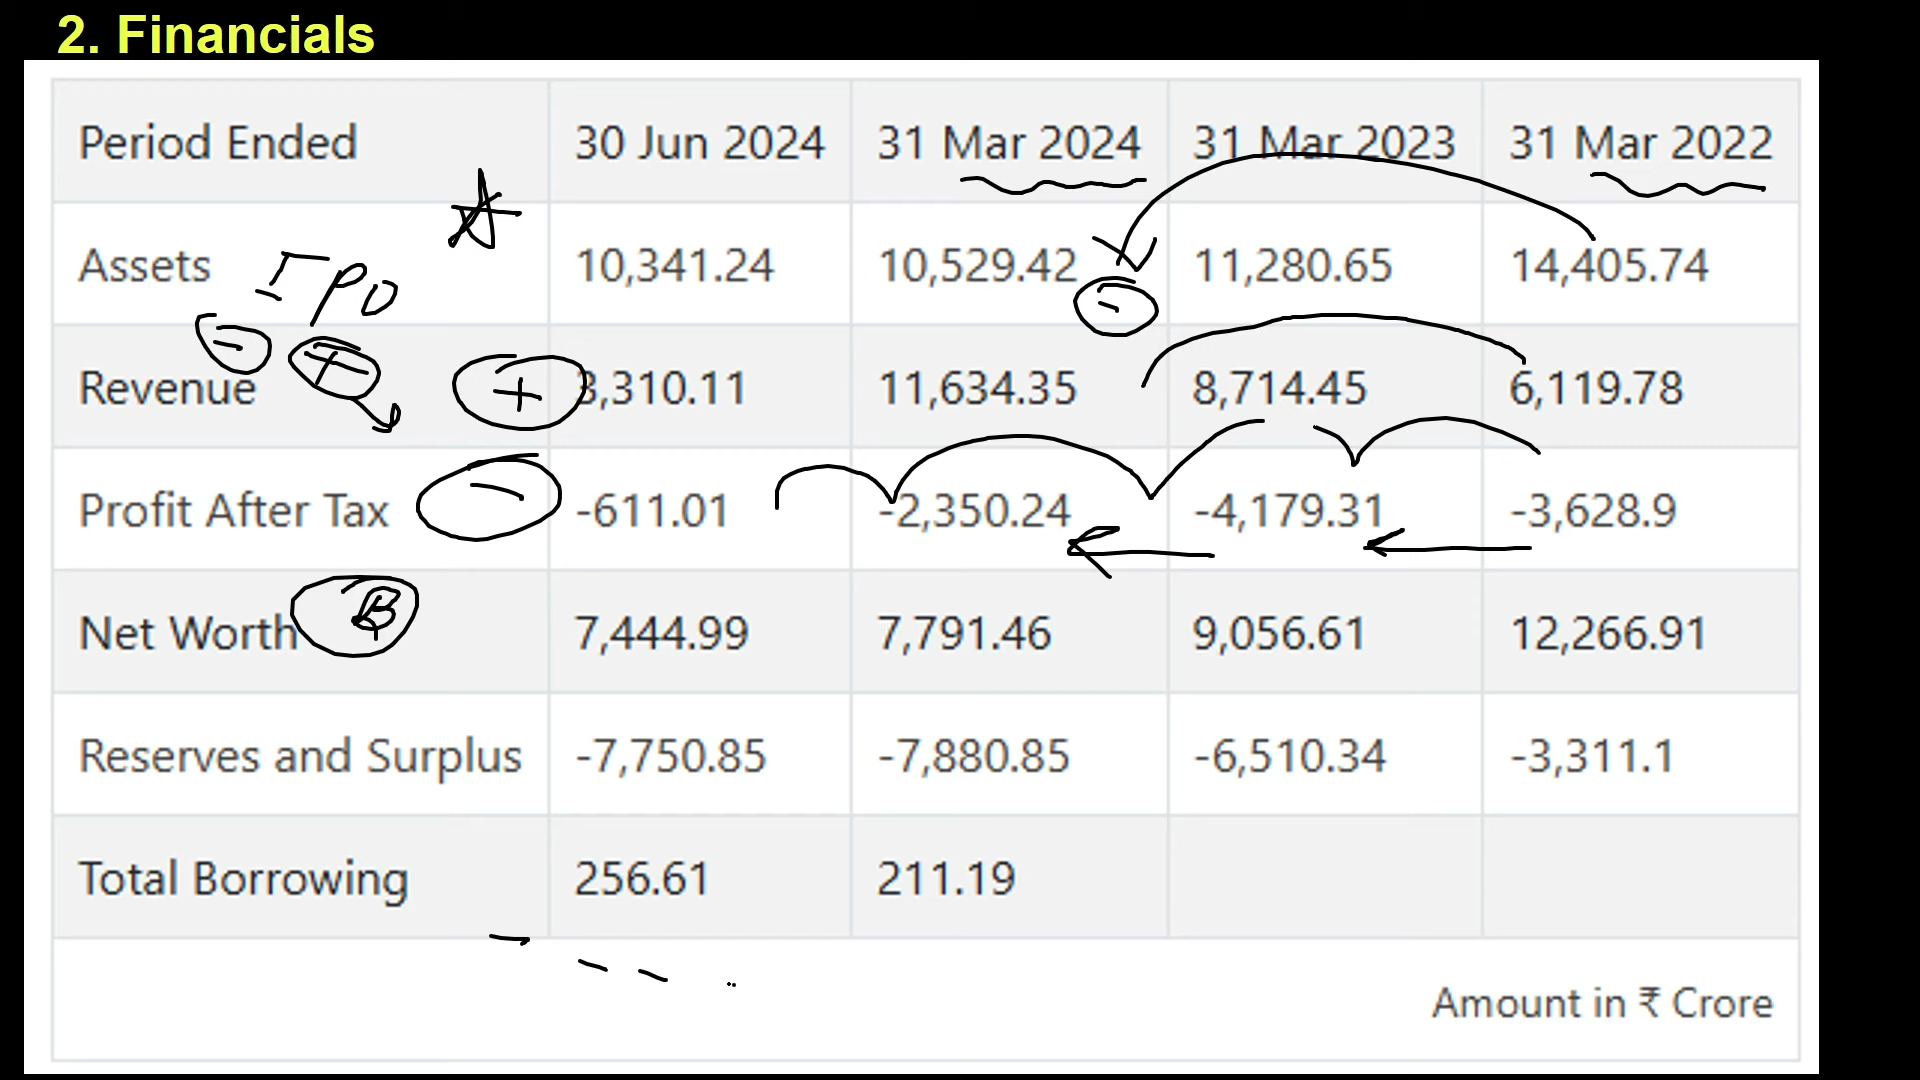 2. Financials
Period Ended 30 Jun 2024 31 Mar 2024 31 Mar 2023 31 Mar 2022
Assets 10,341.24 10,529.42 11,280.65 14,405.74
IPO
Revenue 3,310.11 11,634.35 8,714.45 6,119.78
Profit After Tax -611.01 -2,350.24 -4,179.31 -3,628.9
Net Worth 7,444.99 7,791.46 9,056.61 12,266.91
Reserves and Surplus -7,750.85 -7,880.85 -6,510.34 -3,311.1
Total Borrowing 256.61 211.19
Amount in ₹ Crore